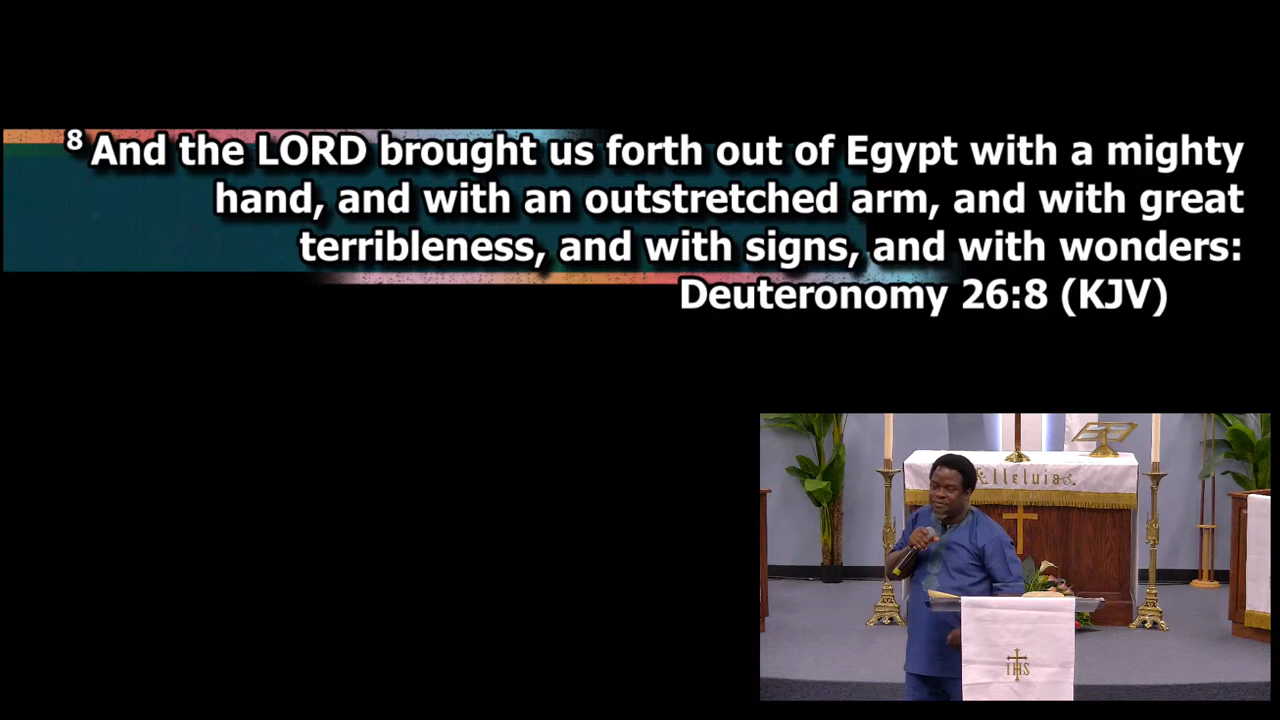 8 And the LORD brought us forth out of Egypt with a mighty
hand, and with an outstretched arm, and with great
terribleness, and with signs, and with wonders:
Deuteronomy 26:8 (KJV)
Alleluia
IHS